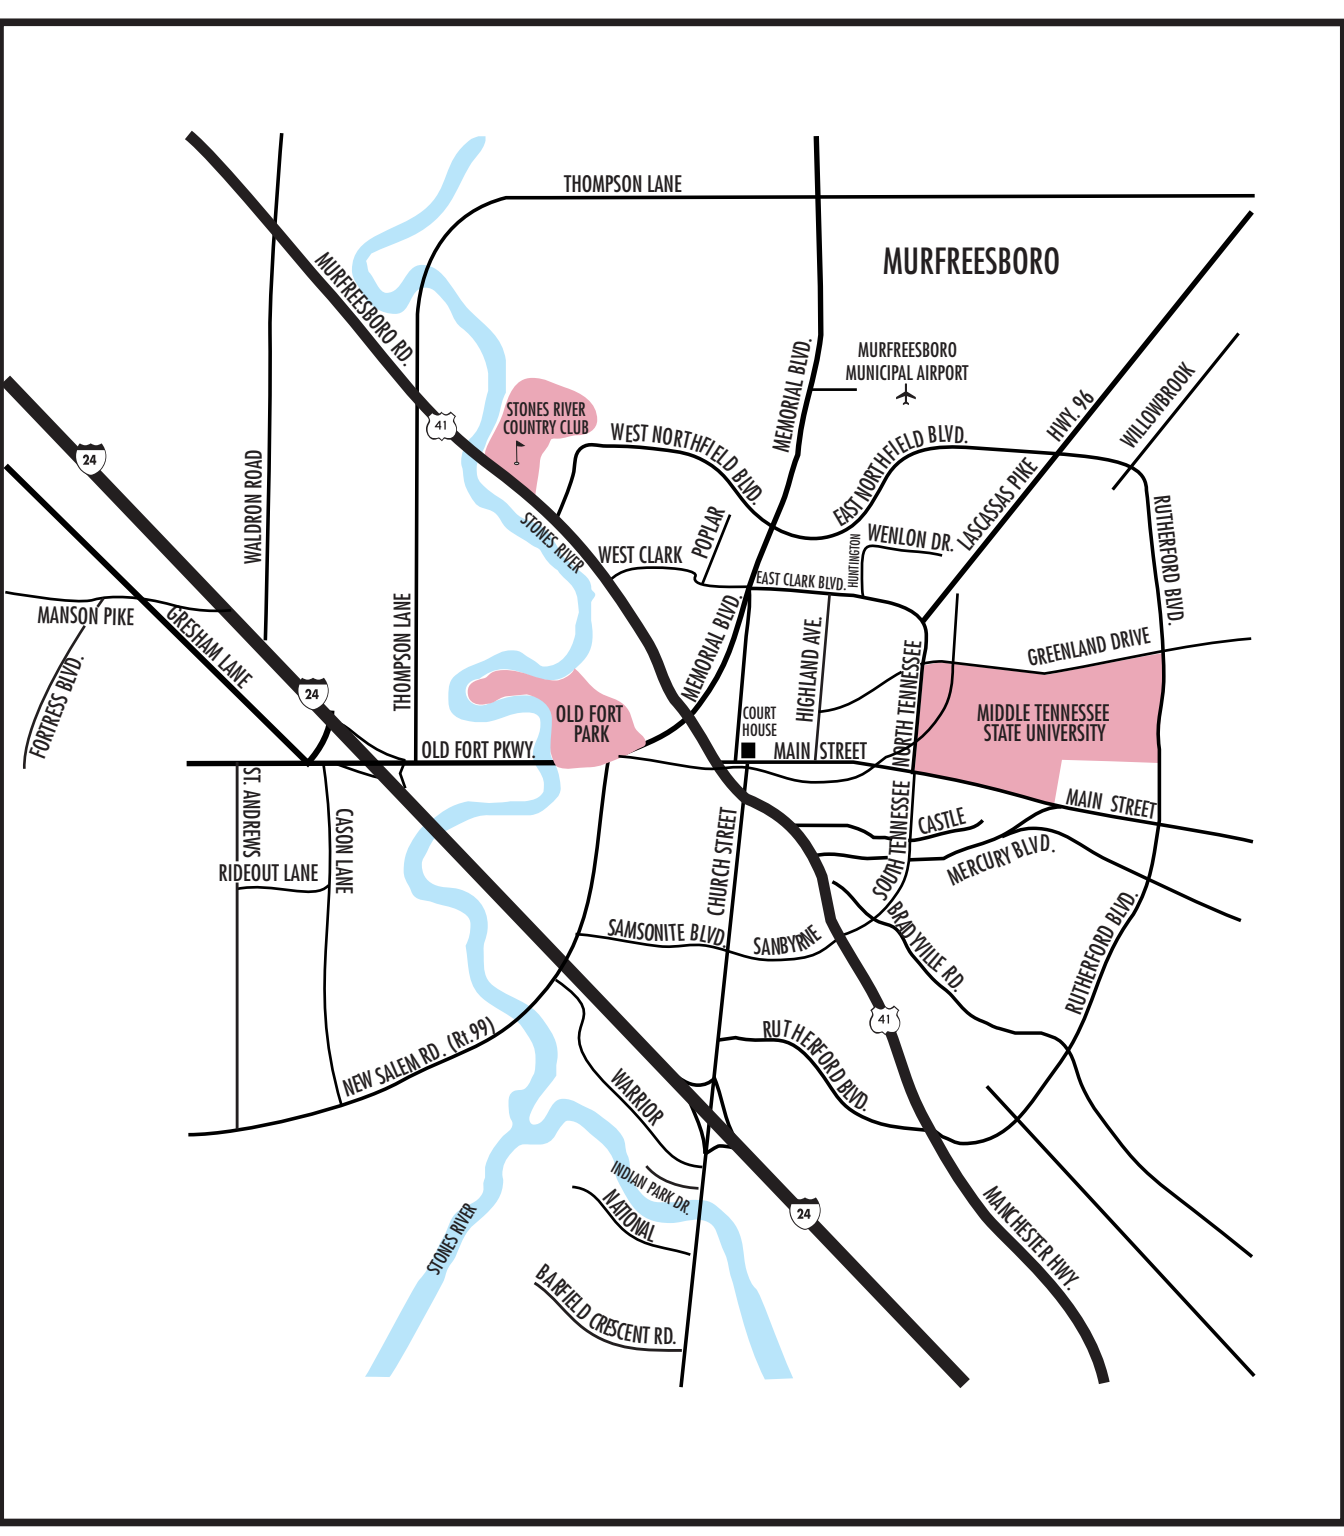 THOMPSON LANE
MURFREESBORO
MURFREESBORO RD.
MURFREESBORO
MUNICIPAL AIRPORT
MEMORIAL BLVD.
HWY. 96
WILLOWBROOK
41
STONES RIVER
COUNTRY CLUB
WEST NORTHFIELD BLVD.
EAST NORTHFIELD BLVD.
LASCASSAS PIKE
24
WALDRON ROAD
STONES RIVER
WEST CLARK
POPLAR
WENLON DR.
HUNTINGTON
EAST CLARK BLVD.
RUTHERFORD BLVD.
MANSON PIKE
GRESHAM LANE
FORTRESS BLVD.
THOMPSON LANE
MEMORIAL BLVD.
HIGHLAND AVE.
NORTH TENNESSEE
GREENLAND DRIVE
24
OLD FORT
PARK
COURT
HOUSE
MIDDLE TENNESSEE
STATE UNIVERSITY
OLD FORT PKWY.
MAIN STREET
ST. ANDREWS
CASON LANE
RIDEOUT LANE
CHURCH STREET
SOUTH TENNESSEE
CASTLE
MAIN STREET
MERCURY BLVD.
SAMSONITE BLVD.
SANBYRNE
BRADYVILLE RD.
RUTHERFORD BLVD.
41
NEW SALEM RD. (Rt.99)
WARRIOR
RUTHERFORD BLVD.
INDIAN PARK DR.
NATIONAL
24
STONES RIVER
MANCHESTER HWY.
BARFIELD CRESCENT RD.